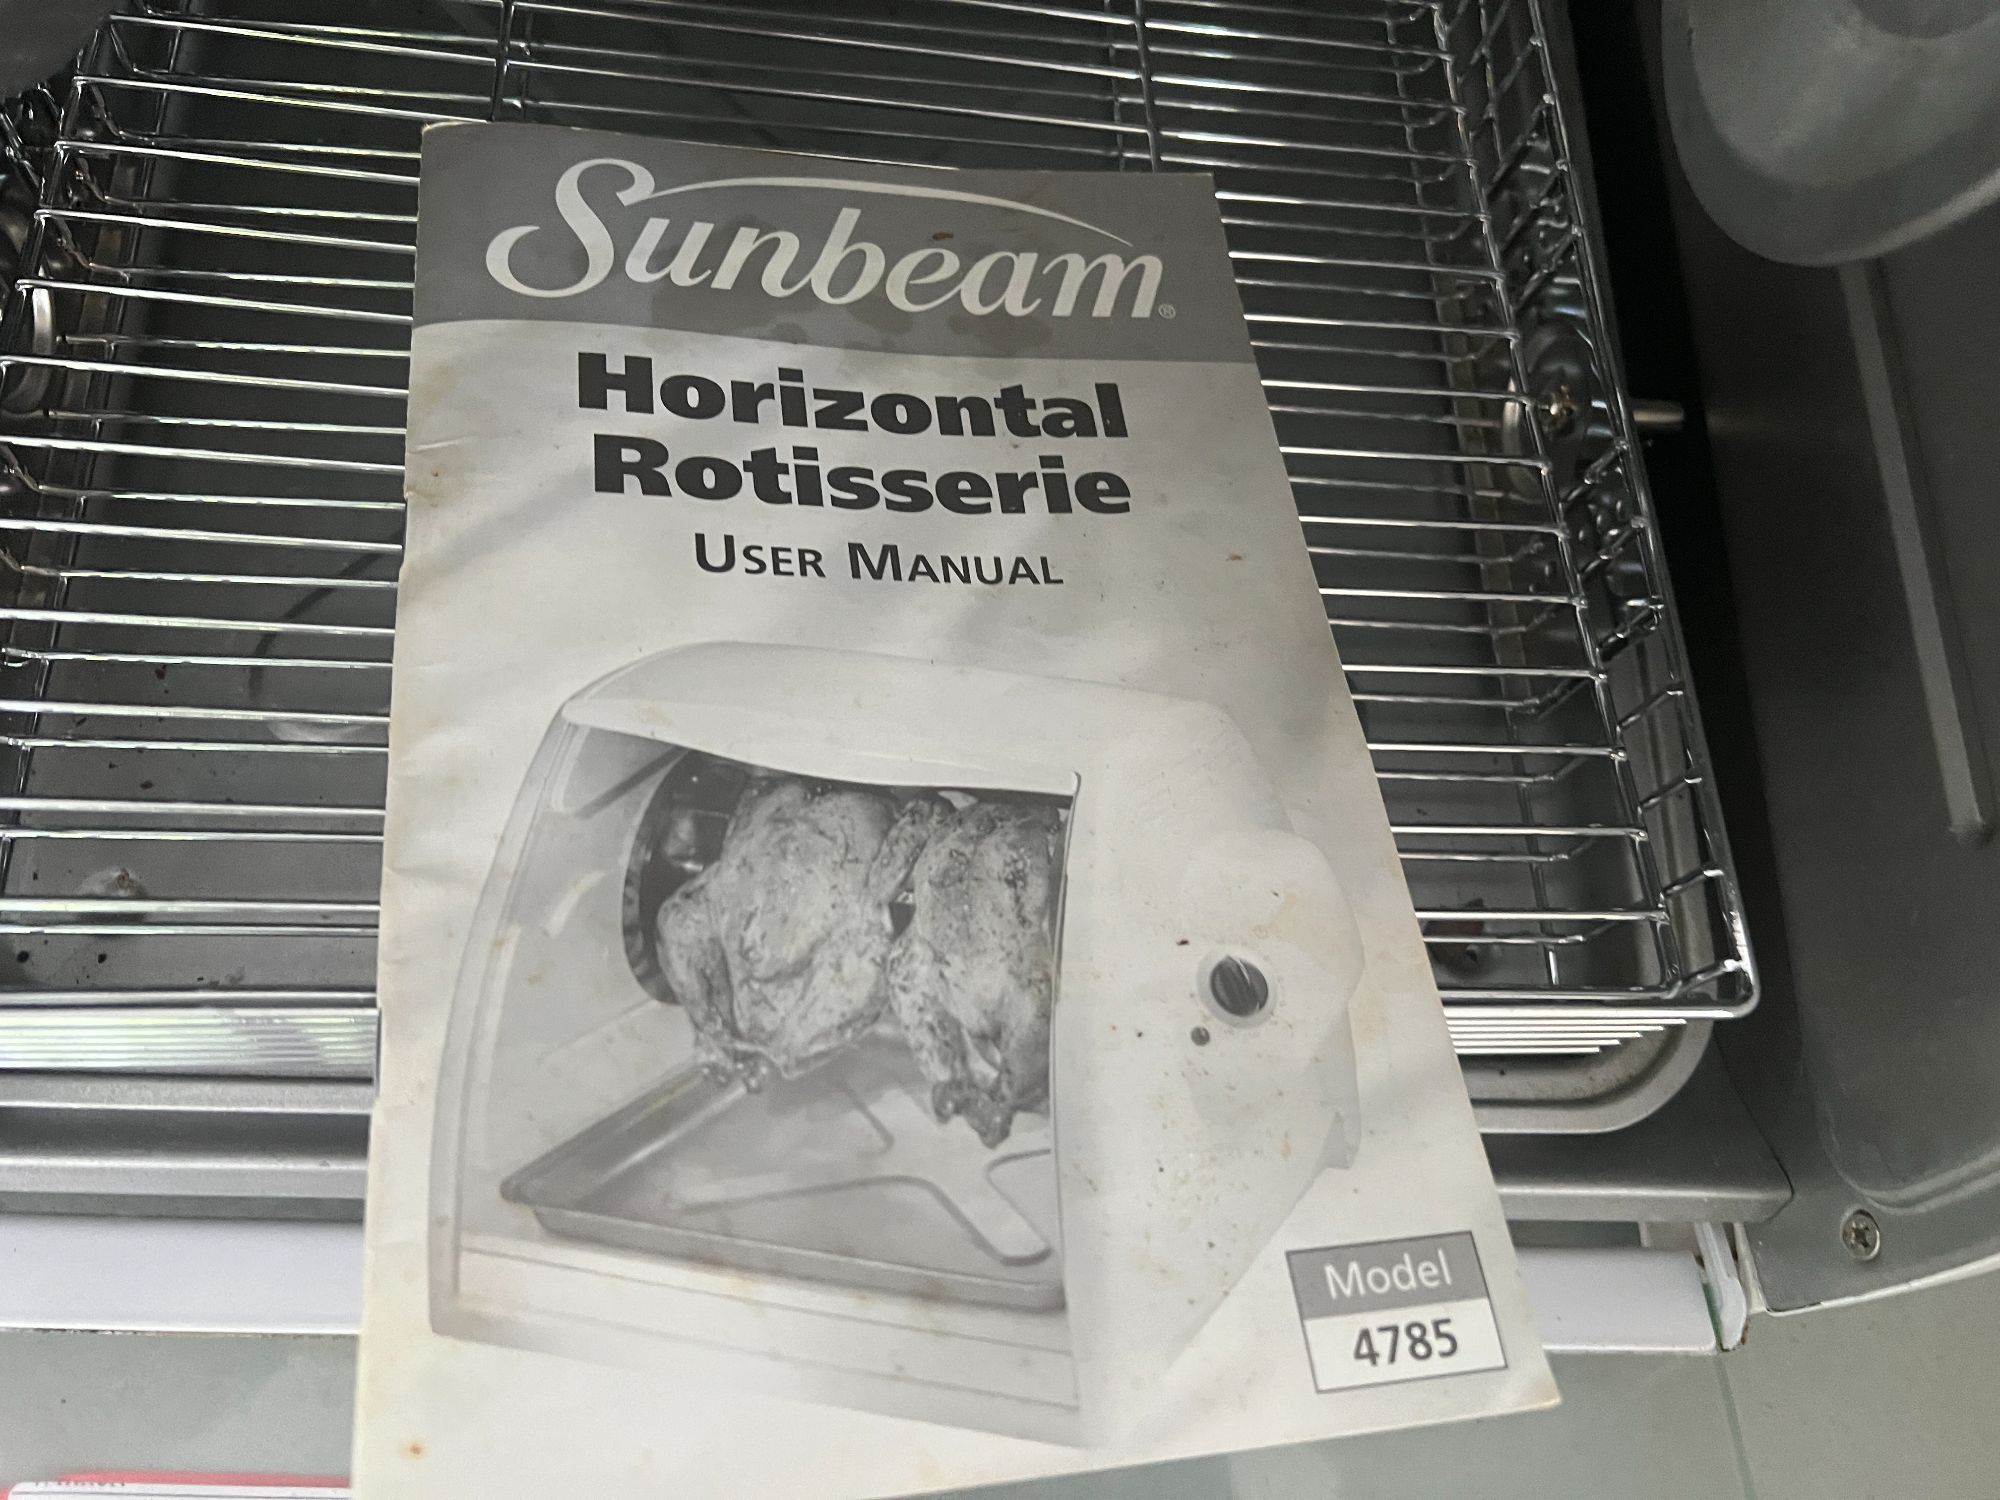 Sunbeam®
Horizontal
Rotisserie
USER MANUAL
Model
4785